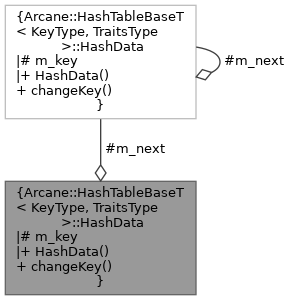 {Arcane::HashTableBaseT
< KeyType, TraitsType
>::HashData
|# m_key
|+ HashData()
+ changeKey()
}
#m_next
#m_next
{Arcane::HashTableBaseT
< KeyType, TraitsType
>::HashData
|# m_key
|+ HashData()
+ changeKey()
}